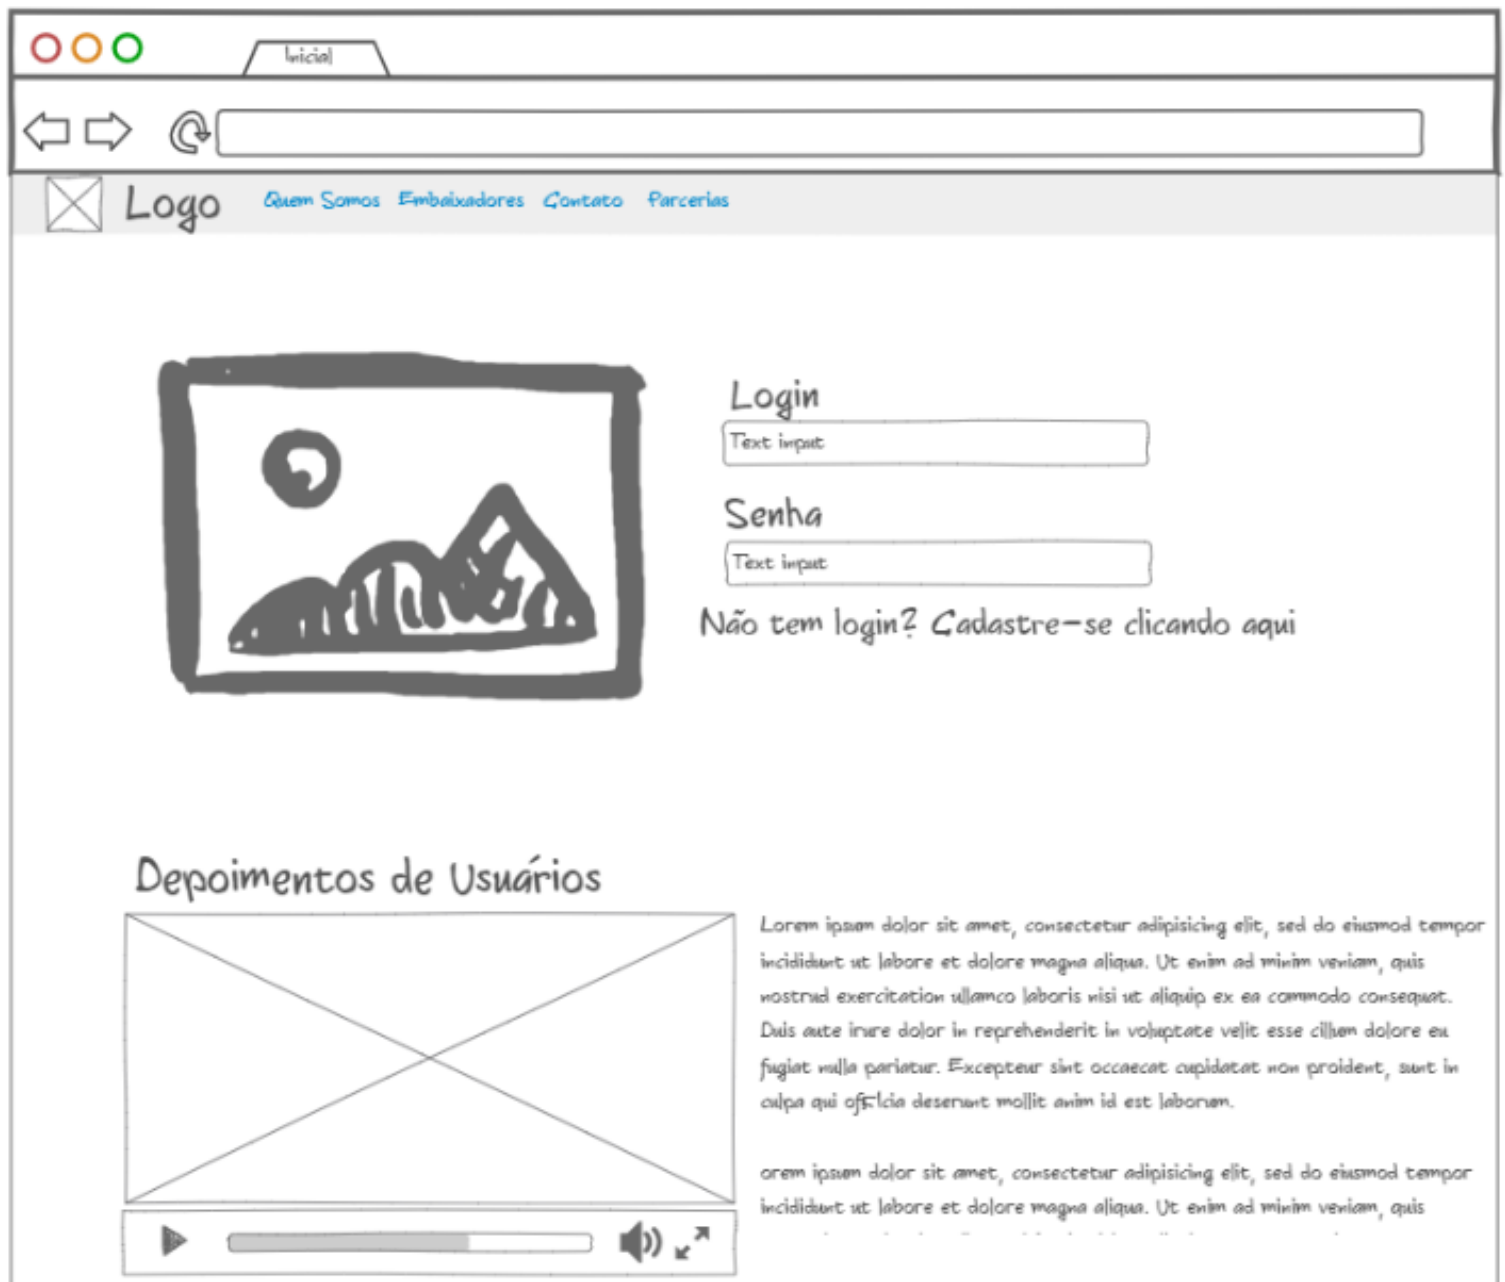 Inicial
Logo Quem Somos Embaixadores Contato Parcerias
Login
Text input
Senha
Text input
Não tem login? Cadastre-se clicando aqui
Depoimentos de Usuários
Lorem ipsum dolor sit amet, consectetur adipisicing elit, sed do eiusmod tempor
incididunt ut labore et dolore magna aliqua. Ut enim ad minim veniam, quis
nostrud exercitation ullamco laboris nisi ut aliquip ex ea commodo consequat.
Duis aute irure dolor in reprehenderit in voluptate velit esse cillum dolore eu
fugiat nulla pariatur. Excepteur sint occaecat cupidatat non proident, sunt in
culpa qui officia deserunt mollit anim id est laborum.
orem ipsum dolor sit amet, consectetur adipisicing elit, sed do eiusmod tempor
incididunt ut labore et dolore magna aliqua. Ut enim ad minim veniam, quis